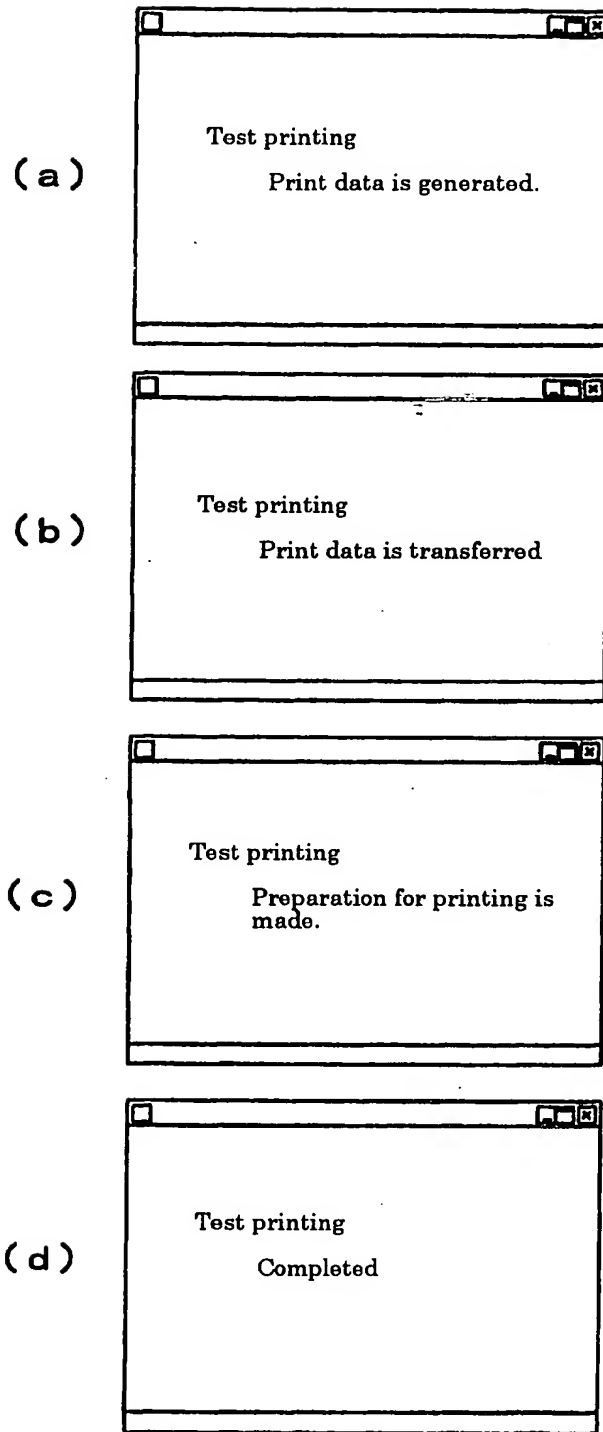 (a)
Test printing
Print data is generated.
(b)
Test printing
Print data is transferred
(c)
Test printing
Preparation for printing is
made.
(d)
Test printing
Completed